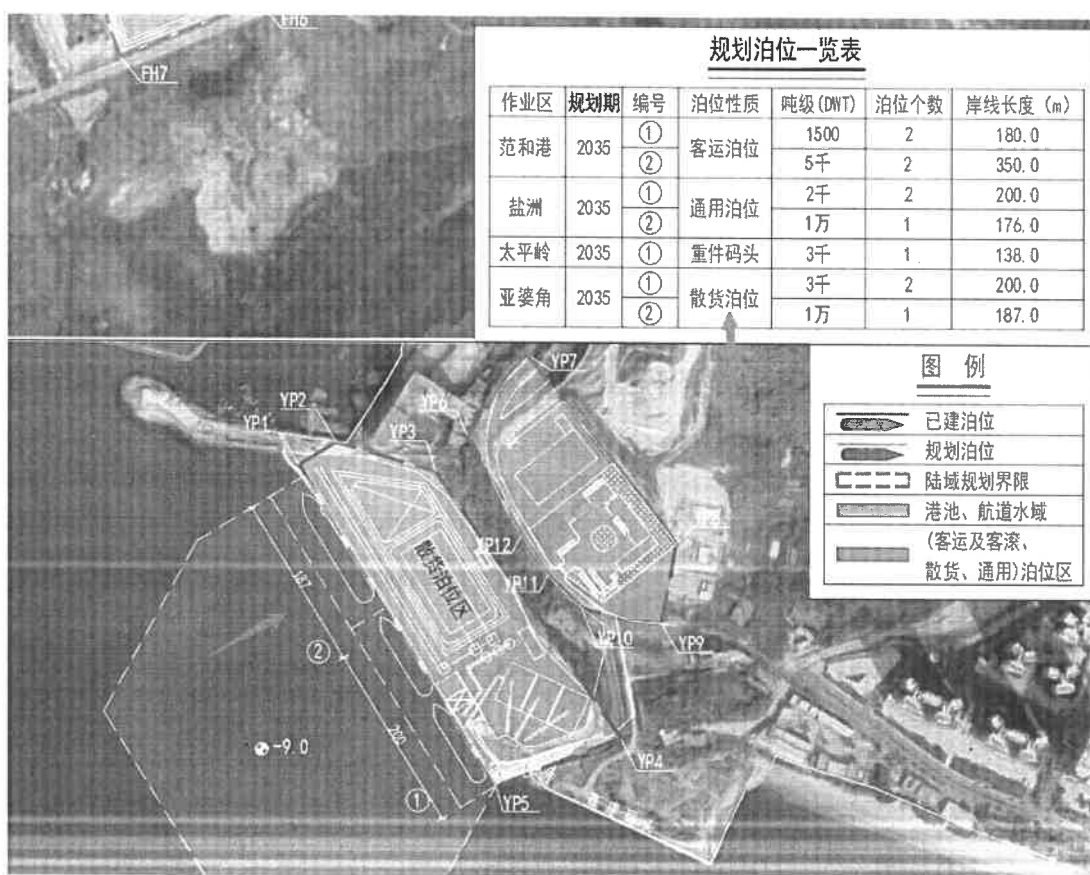 FH6
FH7
规划泊位一览表
作业区 规划期 编号 泊位性质 吨级(DWT) 泊位个数 岸线长度 (m)
范和港 2035 ① 客运泊位 1500 2 180.0
② 5千 2 350.0
盐洲 2035 ① 通用泊位 2千 2 200.0
② 1万 1 176.0
太平岭 2035 ① 重件码头 3千 1 138.0
亚婆角 2035 ① 散货泊位 3千 2 200.0
② 1万 1 187.0
图 例
已建泊位
规划泊位
陆域规划界限
港池、航道水域
(客运及客滚、
散货、通用)泊位区
YP7
YP2
YP6
YP1
YP3
YP12
YP11
散货泊位区
187
YP10
YP9
②
200
-9.0
YP4
①
YP5